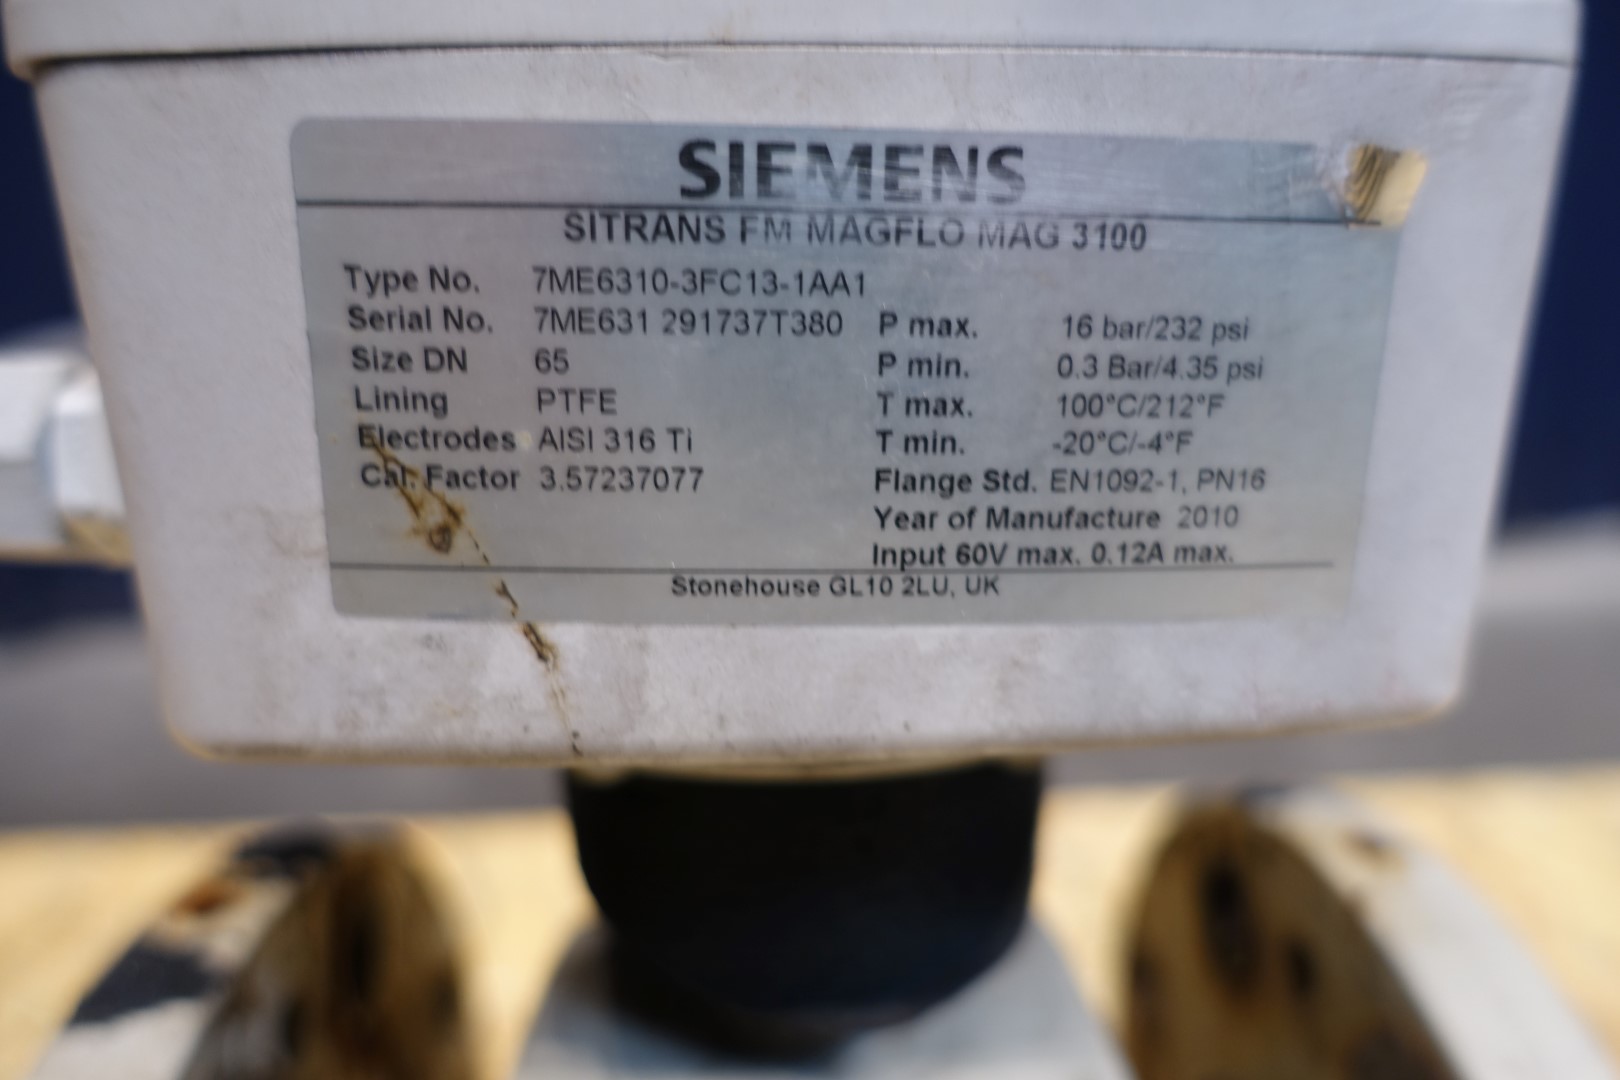 SIEMENS
SITRANS FM MAGFLO MAG 3100
Type No. 7ME6310-3FC13-1AA1
Serial No. 7ME631 291737T380 P max. 16 bar/232 psi
Size DN 65 P min. 0.3 Bar/4.35 psi
Lining PTFE T max. 100°C/212°F
Electrodes AISI 316 Ti T min. -20°C/-4°F
Cal. Factor 3.57237077 Flange Std. EN1092-1, PN16
Year of Manufacture 2010
Input 60V max. 0.12A max.
Stonehouse GL10 2LU, UK